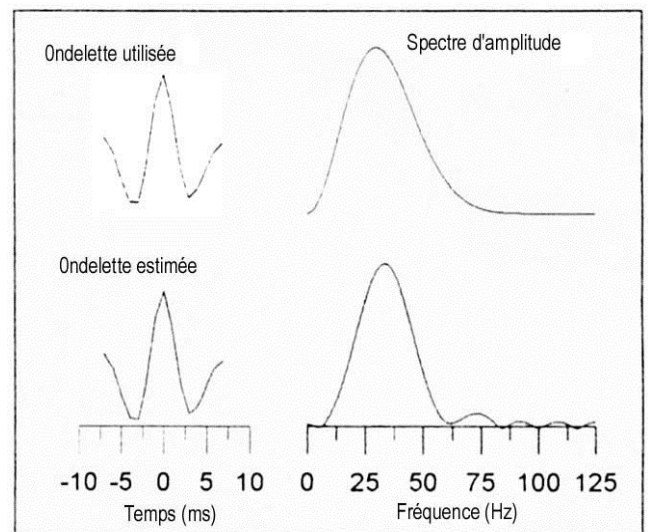 Ondelette utilisée
Spectre d'amplitude
Ondelette estimée
-10 -5 0 5 10
Temps (ms)
0 25 50 75 100 125
Fréquence (Hz)